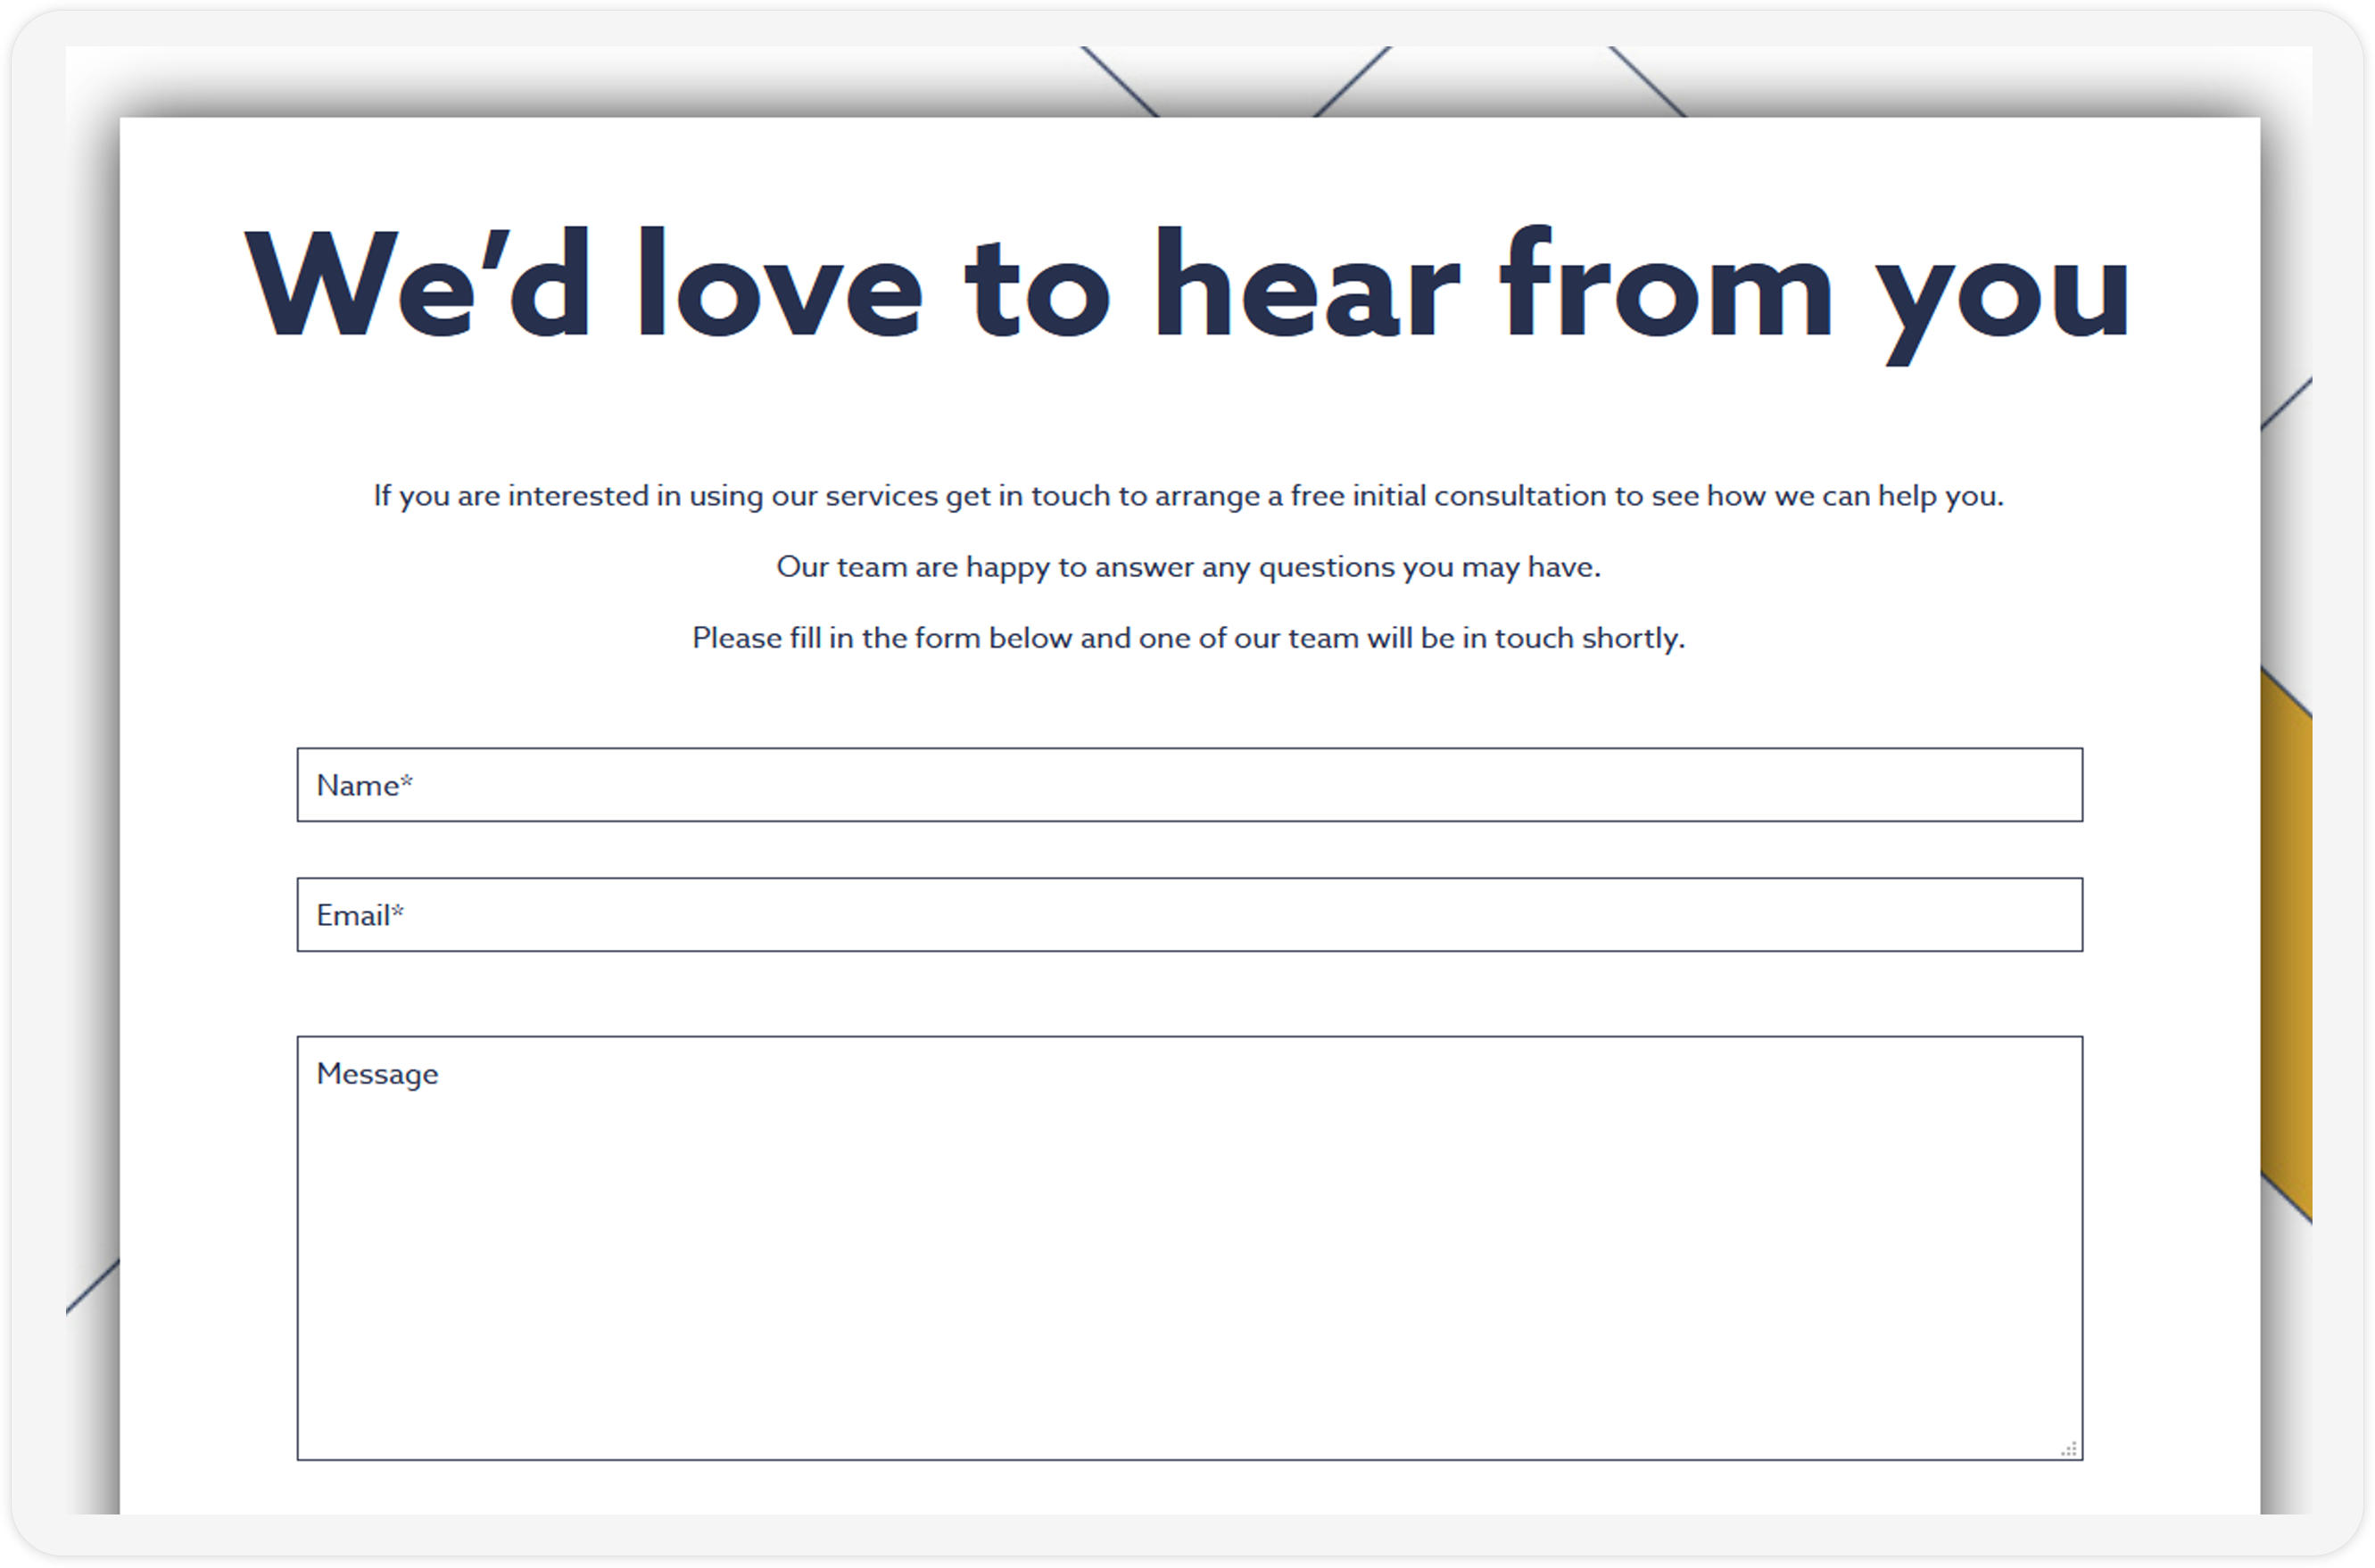 We’d love to hear from you
If you are interested in using our services get in touch to arrange a free initial consultation to see how we can help you.
Our team are happy to answer any questions you may have.
Please fill in the form below and one of our team will be in touch shortly.
Name*
Email*
Message